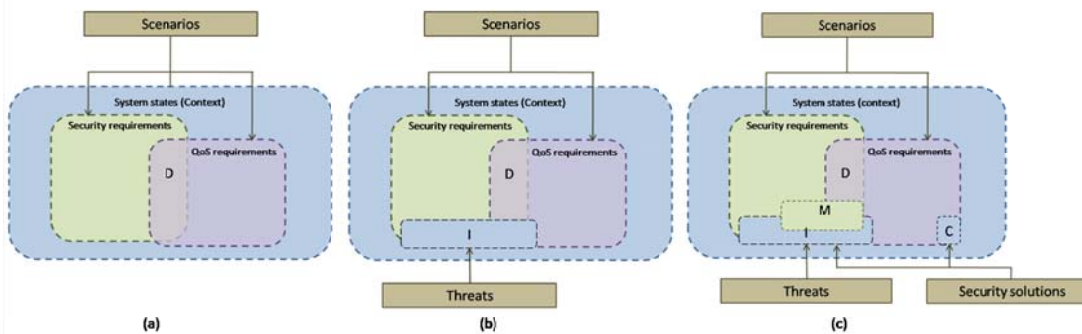 Scenarios
System states (Context)
Security requirements
QoS requirements
D
(a)
Scenarios
System states (Context)
Security requirements
QoS requirements
D
I
Threats
(b)
Scenarios
System states (context)
Security requirements
QoS requirements
D
M
I
C
Threats
Security solutions
(c)